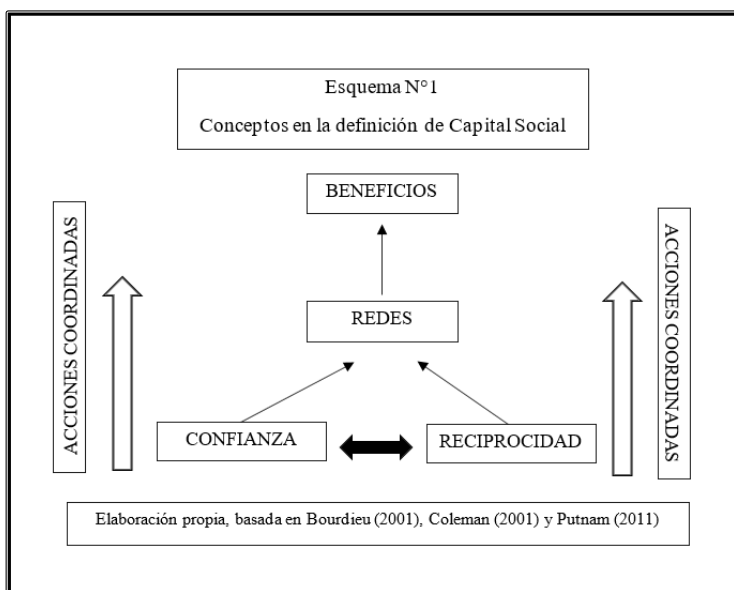 Esquema N°1
Conceptos en la definición de Capital Social
BENEFICIOS
ACCIONES COORDINADAS
ACCIONES COORDINADAS
REDES
CONFIANZA
RECIPROCIDAD
Elaboración propia, basada en Bourdieu (2001), Coleman (2001) y Putnam (2011)